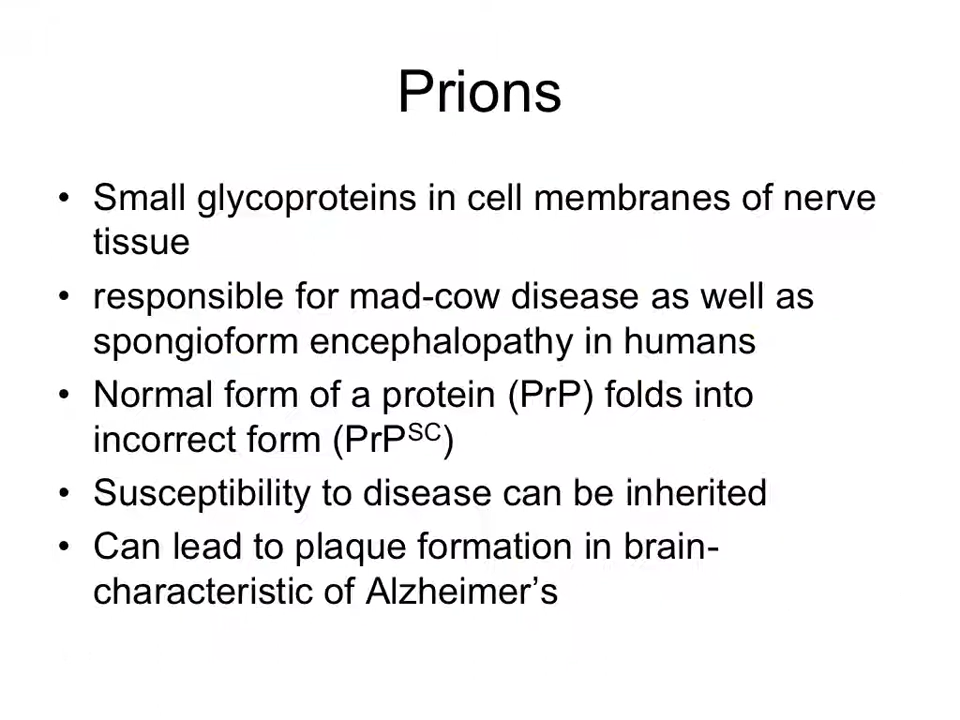 Prions
• Small glycoproteins in cell membranes of nerve
tissue
• responsible for mad-cow disease as well as
spongioform encephalopathy in humans
• Normal form of a protein (PrP) folds into
incorrect form (PrPSC)
• Susceptibility to disease can be inherited
• Can lead to plaque formation in brain-
characteristic of Alzheimer’s